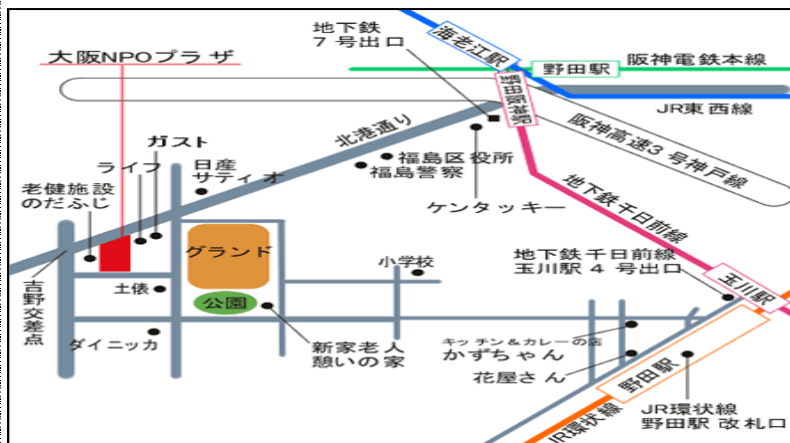 地下鉄
7号出口
海老江駅
阪神電鉄本線
野田駅
大阪NPOプラザ
野田阪神駅
JR東西線
北港通り
阪神高速3号神戸線
ガスト
ライフ
日産
サティオ
福島区役所
福島警察
老健施設
のだふじ
ケンタッキー
地下鉄千日前線
グランド
小学校
地下鉄千日前線
玉川駅4号出口
玉川駅
吉野交差点
土俵
公園
ダイニッカ
新家老人
憩いの家
キッチン&カレーの店
かずちゃん
花屋さん
野田駅
JR環状線
JR環状線
野田駅 改札口